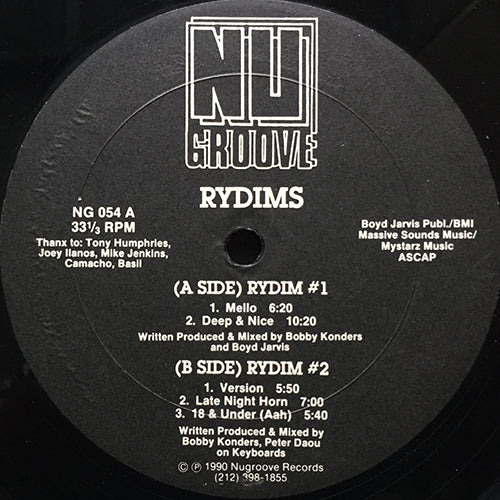 NU
GROOVE
RYDIMS
NG 054 A
33⅓ RPM
Thanx to: Tony Humphries,
Joey llanos, Mike Jenkins,
Camacho, Basil
Boyd Jarvis Publ./BMI
Massive Sounds Music/
Mystarz Music
ASCAP
(A SIDE) RYDIM #1
1. Mello 6:20
2. Deep & Nice 10:20
Written Produced & Mixed by Bobby Konders
and Boyd Jarvis
(B SIDE) RYDIM #2
1. Version 5:50
2. Late Night Horn 7:00
3. 18 & Under (Aah) 5:40
Written Produced & Mixed by
Bobby Konders, Peter Daou
on Keyboards
© ℗ 1990 Nugroove Records
(212) 398-1855